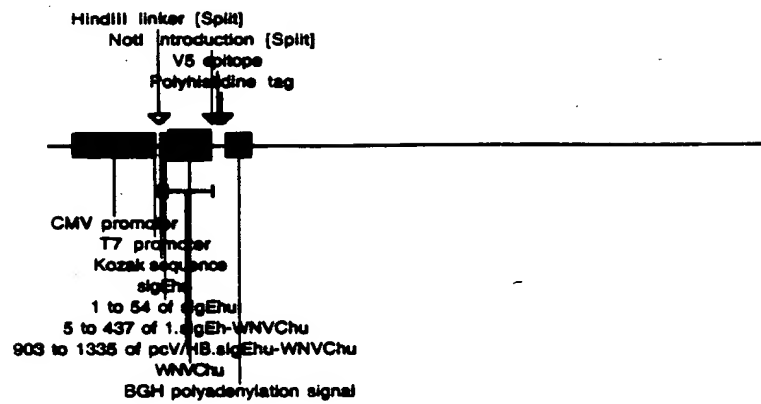 HindIII linker [Split]
NotI introduction [Split]
V5 epitope
Polyhistidine tag
CMV promoter
T7 promoter
Kozak sequence
sigEhu
1 to 54 of sigEhu
5 to 437 of 1.sigEh-WNVChu
903 to 1335 of pcV/HB.sigEhu-WNVChu
WNVChu
BGH polyadenylation signal